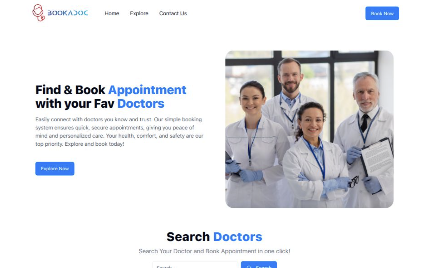 BOOKADOC
Home
Explore
Contact Us
Book Now
Find & Book Appointment
with your Fav Doctors
Easily connect with doctors you know and trust. Our simple booking
system ensures quick, secure appointments, giving you peace of
mind and personalized care. Your health, comfort, and safety are our
top priority. Explore and book today!
Explore Now
Search Doctors
Search Your Doctor and Book Appointment in one click!
Search